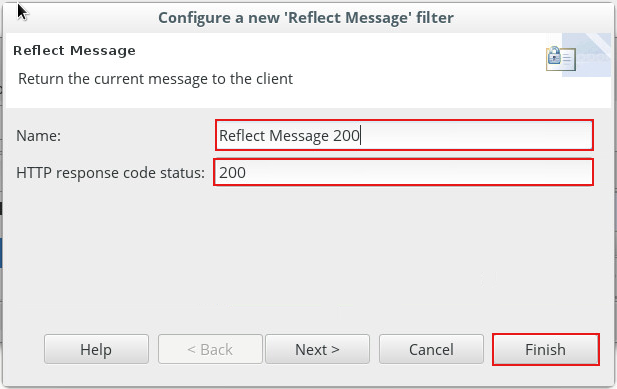 Configure a new 'Reflect Message' filter
Reflect Message
Return the current message to the client
Name: Reflect Message 200
HTTP response code status: 200
Help < Back Next > Cancel Finish